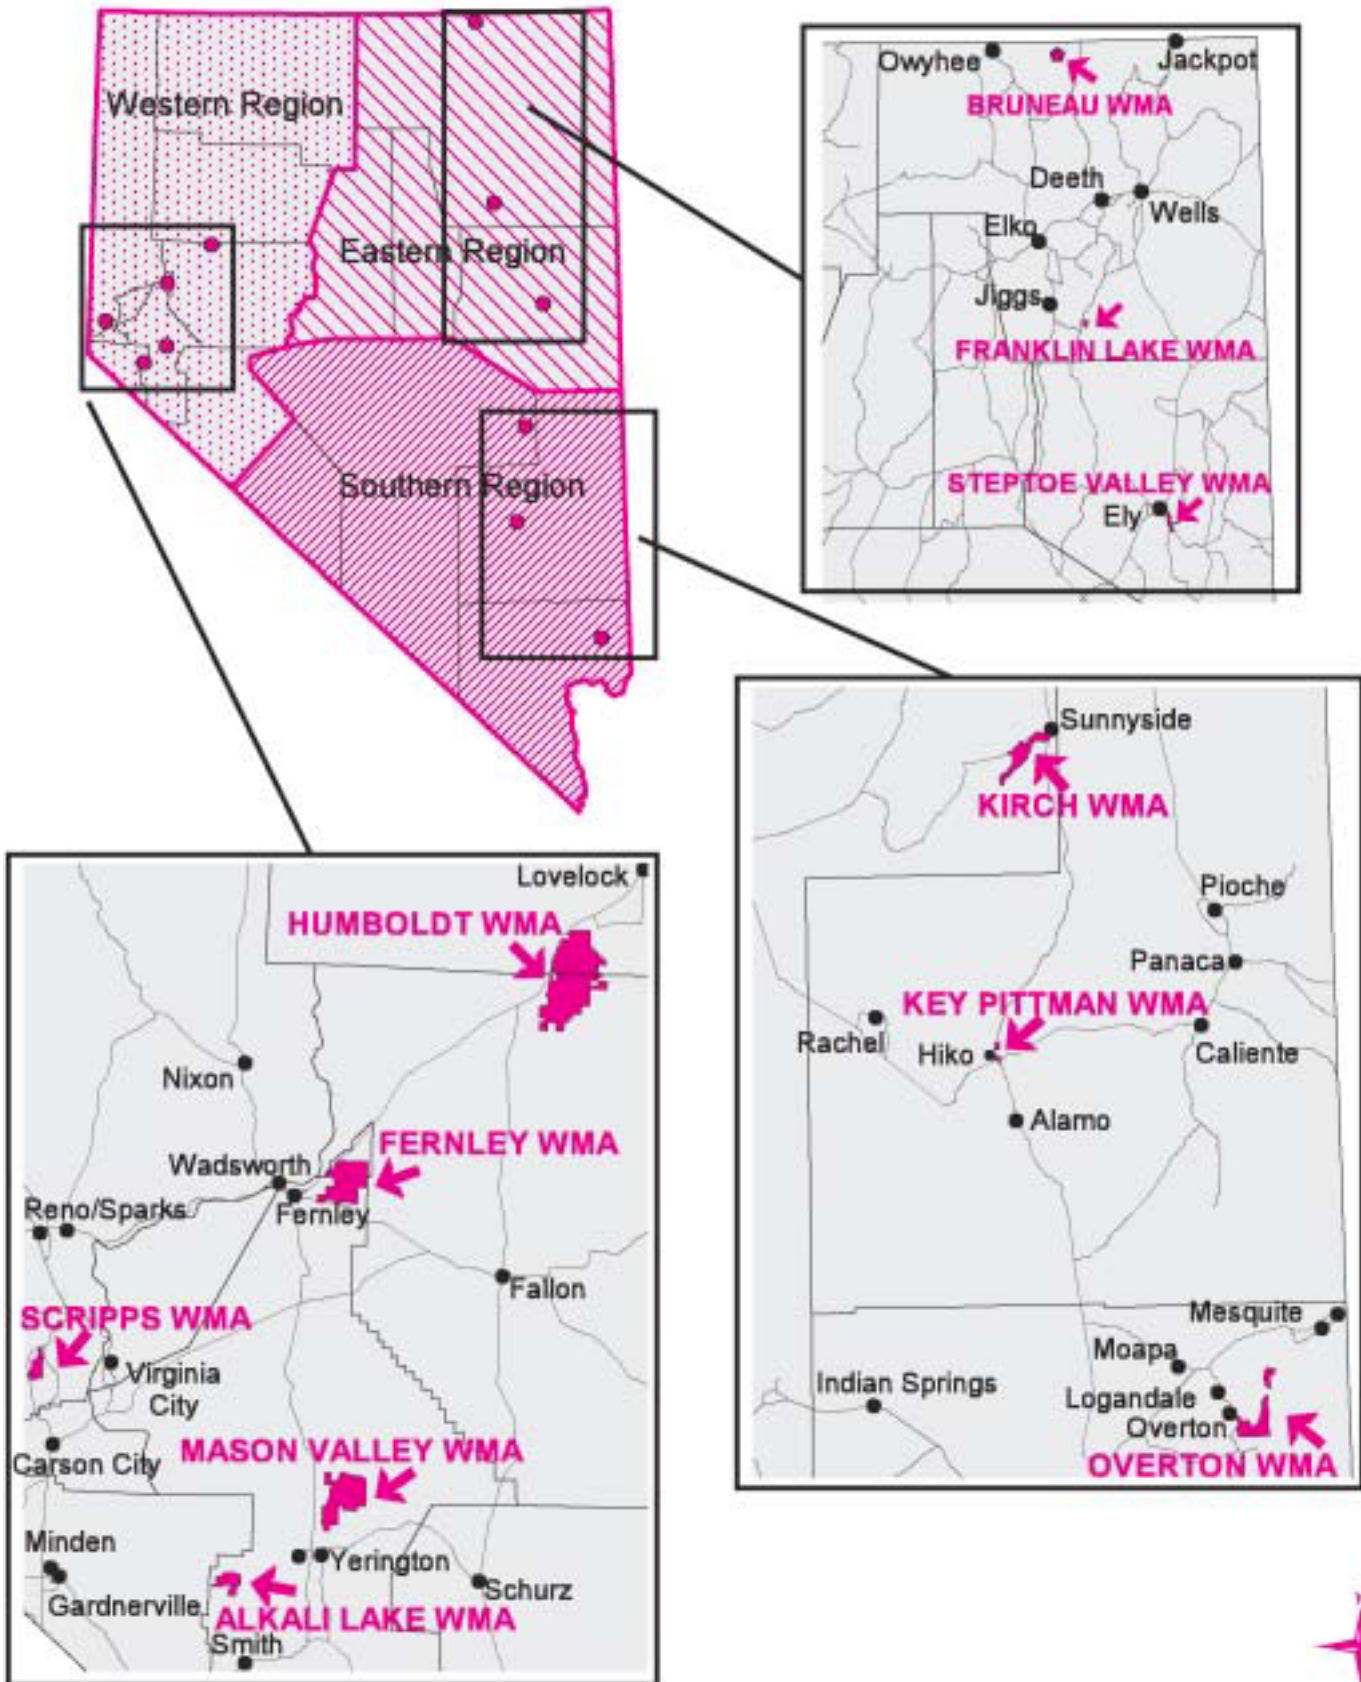 Western Region
Eastern Region
Southern Region
Owyhee
Jackpot
BRUNEAU WMA
Deeth
Wells
Elko
Jiggs
FRANKLIN LAKE WMA
STEPTOE VALLEY WMA
Ely
Sunnyside
KIRCH WMA
Pioche
Panaca
KEY PITTMAN WMA
Rachel
Hiko
Caliente
Alamo
Mesquite
Moapa
Indian Springs
Logandale
Overton
OVERTON WMA
Lovelock
HUMBOLDT WMA
Nixon
FERNLEY WMA
Wadsworth
Reno/Sparks
Fernley
Fallon
SCRIPPS WMA
Virginia
City
MASON VALLEY WMA
Carson City
Minden
Yerington
Schurz
Gardnerville
ALKALI LAKE WMA
Smith